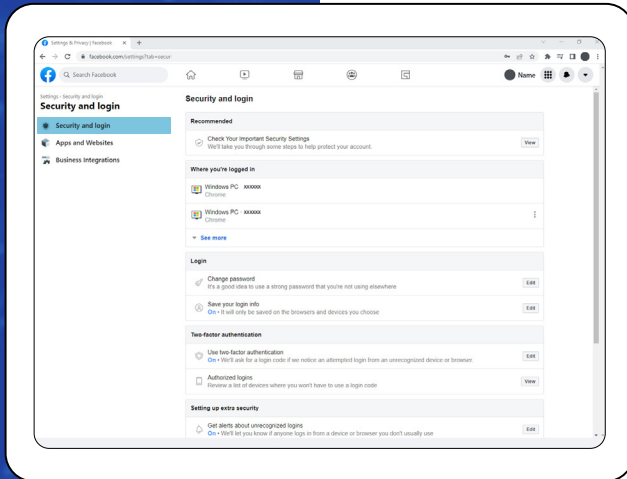 Settings & Privacy | Facebook
facebook.com/settings?tab=secur
Search Facebook
Name
Settings › Security and login
Security and login
Security and login
Apps and Websites
Business Integrations
Security and login
Recommended
Check Your Important Security Settings
We'll take you through some steps to help protect your account.
View
Where you're logged in
Windows PC · xxxxxx
Chrome
Windows PC · xxxxxx
Chrome
See more
Login
Change password
It's a good idea to use a strong password that you're not using elsewhere
Edit
Save your login info
On • It will only be saved on the browsers and devices you choose
Edit
Two-factor authentication
Use two-factor authentication
On • We'll ask for a login code if we notice an attempted login from an unrecognized device or browser.
Edit
Authorized logins
Review a list of devices where you won't have to use a login code
View
Setting up extra security
Get alerts about unrecognized logins
On • We'll let you know if anyone logs in from a device or browser you don't usually use
Edit